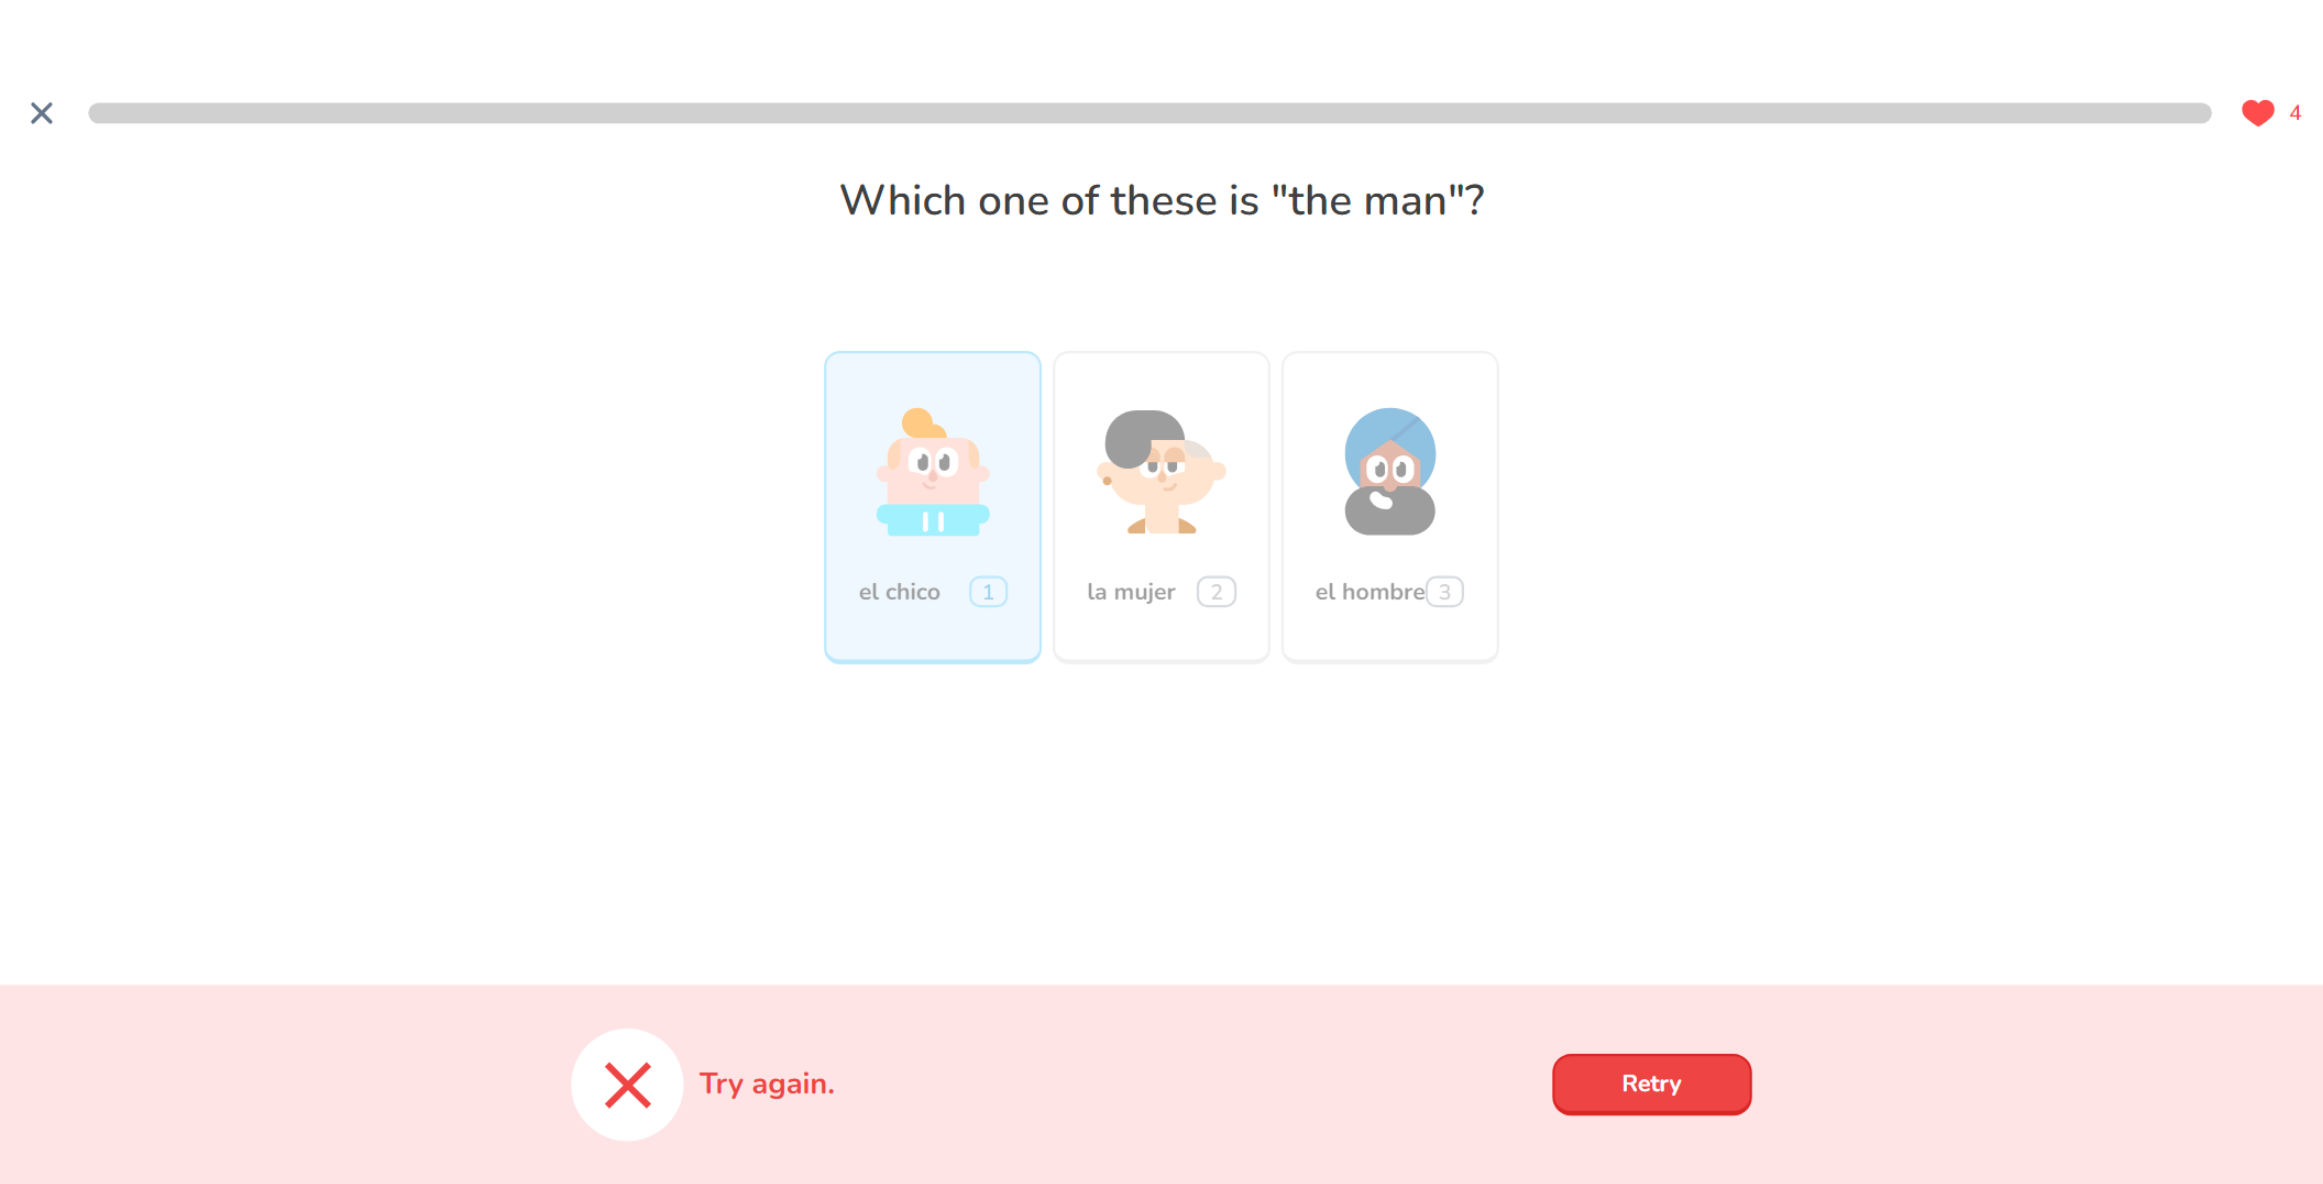 4
Which one of these is "the man"?
el chico 1
la mujer 2
el hombre 3
Try again.
Retry